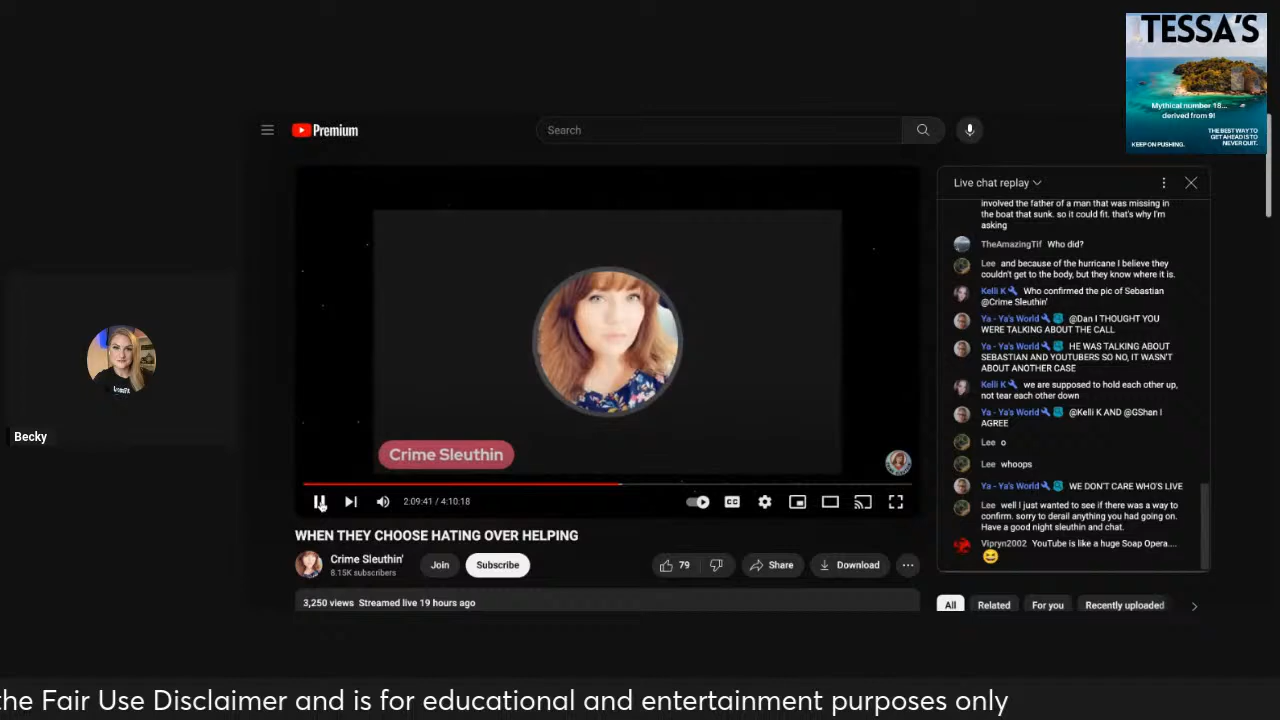 TESSA'S
Mythical number 18...
derived from 9!
THE BEST WAY TO
GET AHEAD IS TO
NEVER QUIT.
KEEP ON PUSHING.
Premium
Search
Live chat replay
involved the father of a man that was missing in
the boat that sunk. so it could fit. that's why I'm
asking
TheAmazingTif Who did?
Lee and because of the hurricane I believe they
couldn't get to the body, but they know where it is.
Kelli K Who confirmed the pic of Sebastian
@Crime Sleuthin'
Ya - Ya's World @Dan I THOUGHT YOU
WERE TALKING ABOUT THE CALL
Ya - Ya's World HE WAS TALKING ABOUT
SEBASTIAN AND YOUTUBERS SO NO, IT WASN'T
ABOUT ANOTHER CASE
Kelli K we are supposed to hold each other up,
not tear each other down
Ya - Ya's World @Kelli K AND @GShan I
AGREE
Lee o
Lee whoops
Ya - Ya's World WE DON'T CARE WHO'S LIVE
Lee well I just wanted to see if there was a way to
confirm. sorry to derail anything you had going on.
Have a good night sleuthin and chat.
Vipryn2002 YouTube is like a huge Soap Opera....
Becky
Crime Sleuthin
2:09:41 / 4:10:18
CC
WHEN THEY CHOOSE HATING OVER HELPING
Crime Sleuthin'
8.15K subscribers
Join
Subscribe
79
Share
Download
3,250 views Streamed live 19 hours ago
All
Related
For you
Recently uploaded
the Fair Use Disclaimer and is for educational and entertainment purposes only